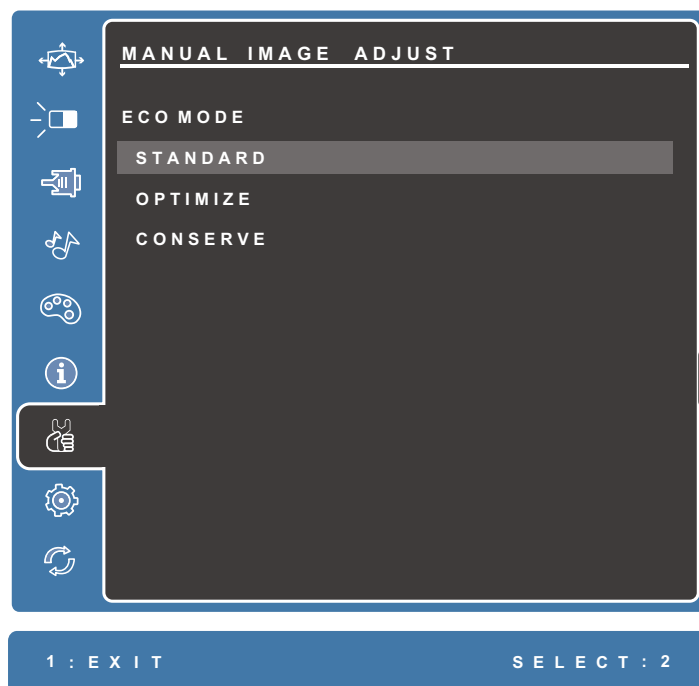 MANUAL IMAGE ADJUST
ECO MODE
STANDARD
OPTIMIZE
CONSERVE
1 : EXIT
SELECT : 2